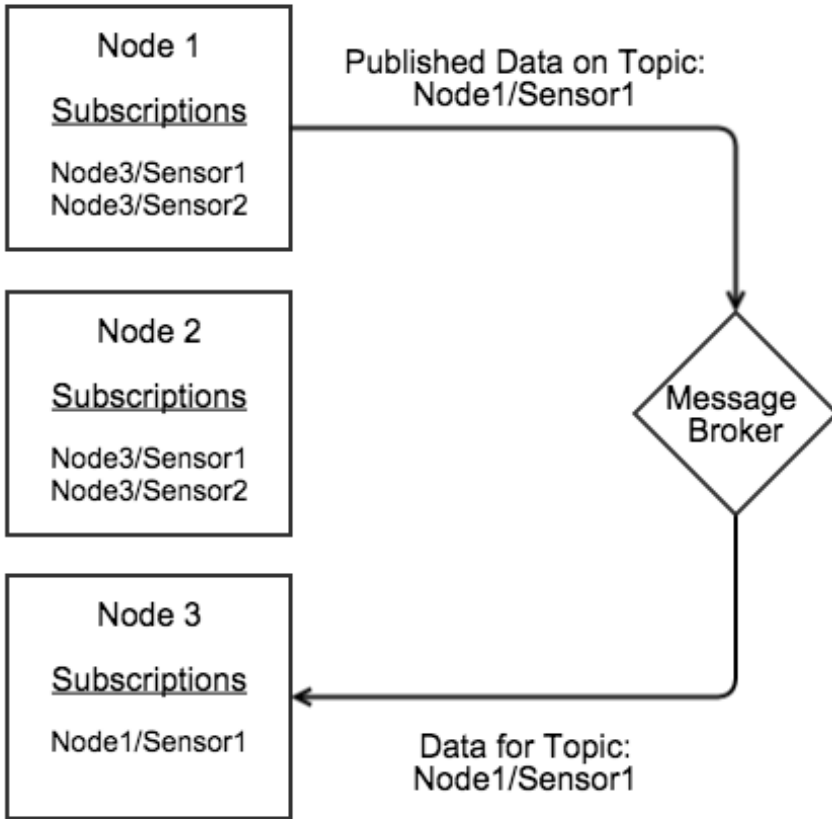 Node 1
Subscriptions
Node3/Sensor1
Node3/Sensor2
Published Data on Topic:
Node1/Sensor1
Node 2
Subscriptions
Node3/Sensor1
Node3/Sensor2
Message
Broker
Node 3
Subscriptions
Node1/Sensor1
Data for Topic:
Node1/Sensor1